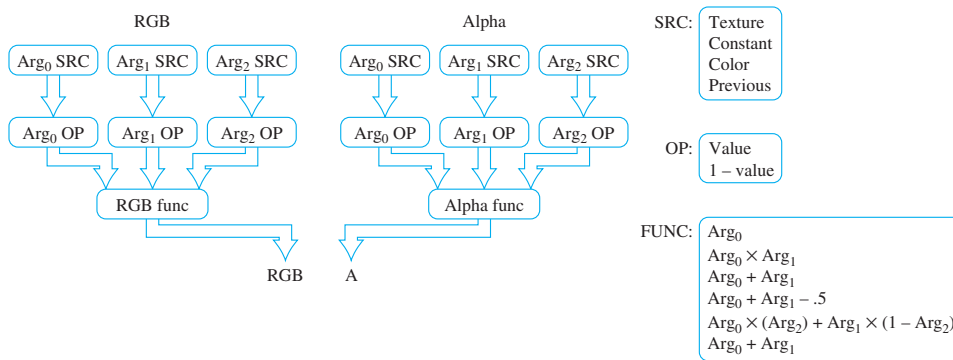 RGB
Alpha
SRC:
Texture
Constant
Color
Previous
Arg₀ SRC
Arg₁ SRC
Arg₂ SRC
Arg₀ SRC
Arg₁ SRC
Arg₂ SRC
Arg₀ OP
Arg₁ OP
Arg₂ OP
Arg₀ OP
Arg₁ OP
Arg₂ OP
OP:
Value
1 – value
RGB func
Alpha func
RGB
A
FUNC:
Arg₀
Arg₀ × Arg₁
Arg₀ + Arg₁
Arg₀ + Arg₁ – .5
Arg₀ × (Arg₂) + Arg₁ × (1 – Arg₂)
Arg₀ + Arg₁